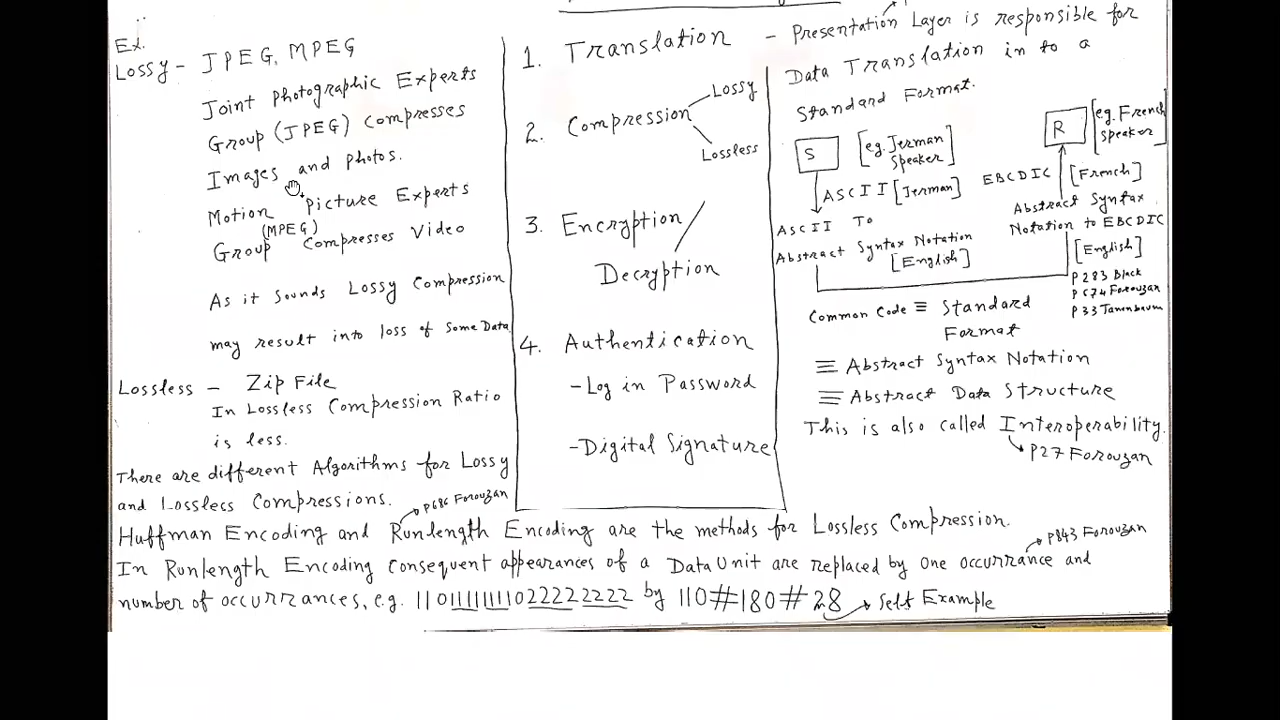 Ex.
Lossy - JPEG, MPEG
Joint Photographic Experts
Group (JPEG) compresses
Images and Photos.
Motion Picture Experts
(MPEG)
Group compresses Video
As it sounds Lossy Compression
may result into loss of some Data
Lossless - Zip File
In Lossless Compression Ratio
is less.
There are different Algorithms for Lossy
and Lossless Compressions.
1. Translation
2. Compression
Lossy
Lossless
3. Encryption /
Decryption
4. Authentication
- Log in Password
- Digital Signature
- Presentation Layer is responsible for
Data Translation in to a
Standard Format.
S [eg. Jerman
speaker]
ASCII [Jerman]
ASCII To
Abstract Syntax Notation
[English]
R [eg. French
speaker]
EBCDIC [French]
Abstract Syntax
Notation to EBCDIC
[English]
P283 Black
P674 Forouzan
P33 Tanenbaum
Common Code ≡ Standard
Format
≡ Abstract Syntax Notation
≡ Abstract Data Structure
This is also called Interoperability.
P27 Forouzan
P686 Forouzan
Huffman Encoding and Runlength Encoding are the methods for Lossless Compression.
P843 Forouzan
In Runlength Encoding consequent appearances of a Data Unit are replaced by one occurrance and
number of occurrances, e.g. by 110#180#28 Self Example